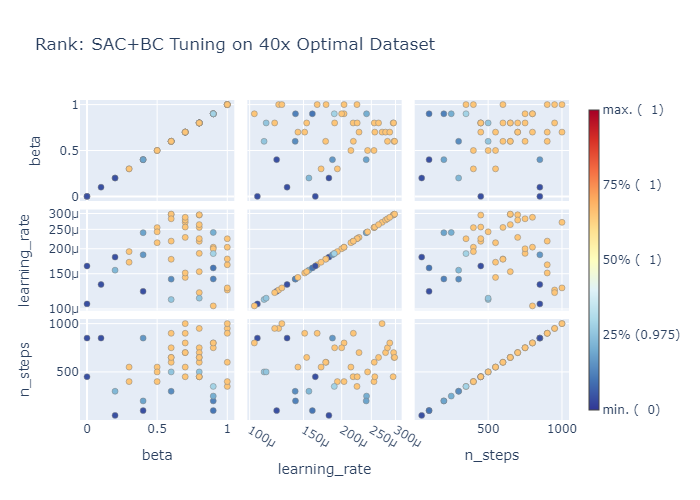 Rank: SAC+BC Tuning on 40x Optimal Dataset
beta
1
0.5
0
learning_rate
300μ
250μ
200μ
150μ
100μ
n_steps
1000
500
0
0.5
1
beta
100μ
150μ
200μ
250μ
300μ
learning_rate
500
1000
n_steps
max. ( 1)
75% ( 1)
50% ( 1)
25% (0.975)
min. ( 0)